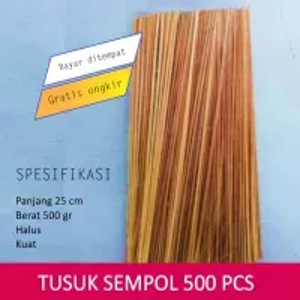 Bayar ditempat
Gratis ongkir
SPESIFIKASI
Panjang 25 cm
Berat 500 gr
Halus
Kuat
TUSUK SEMPOL 500 PCS